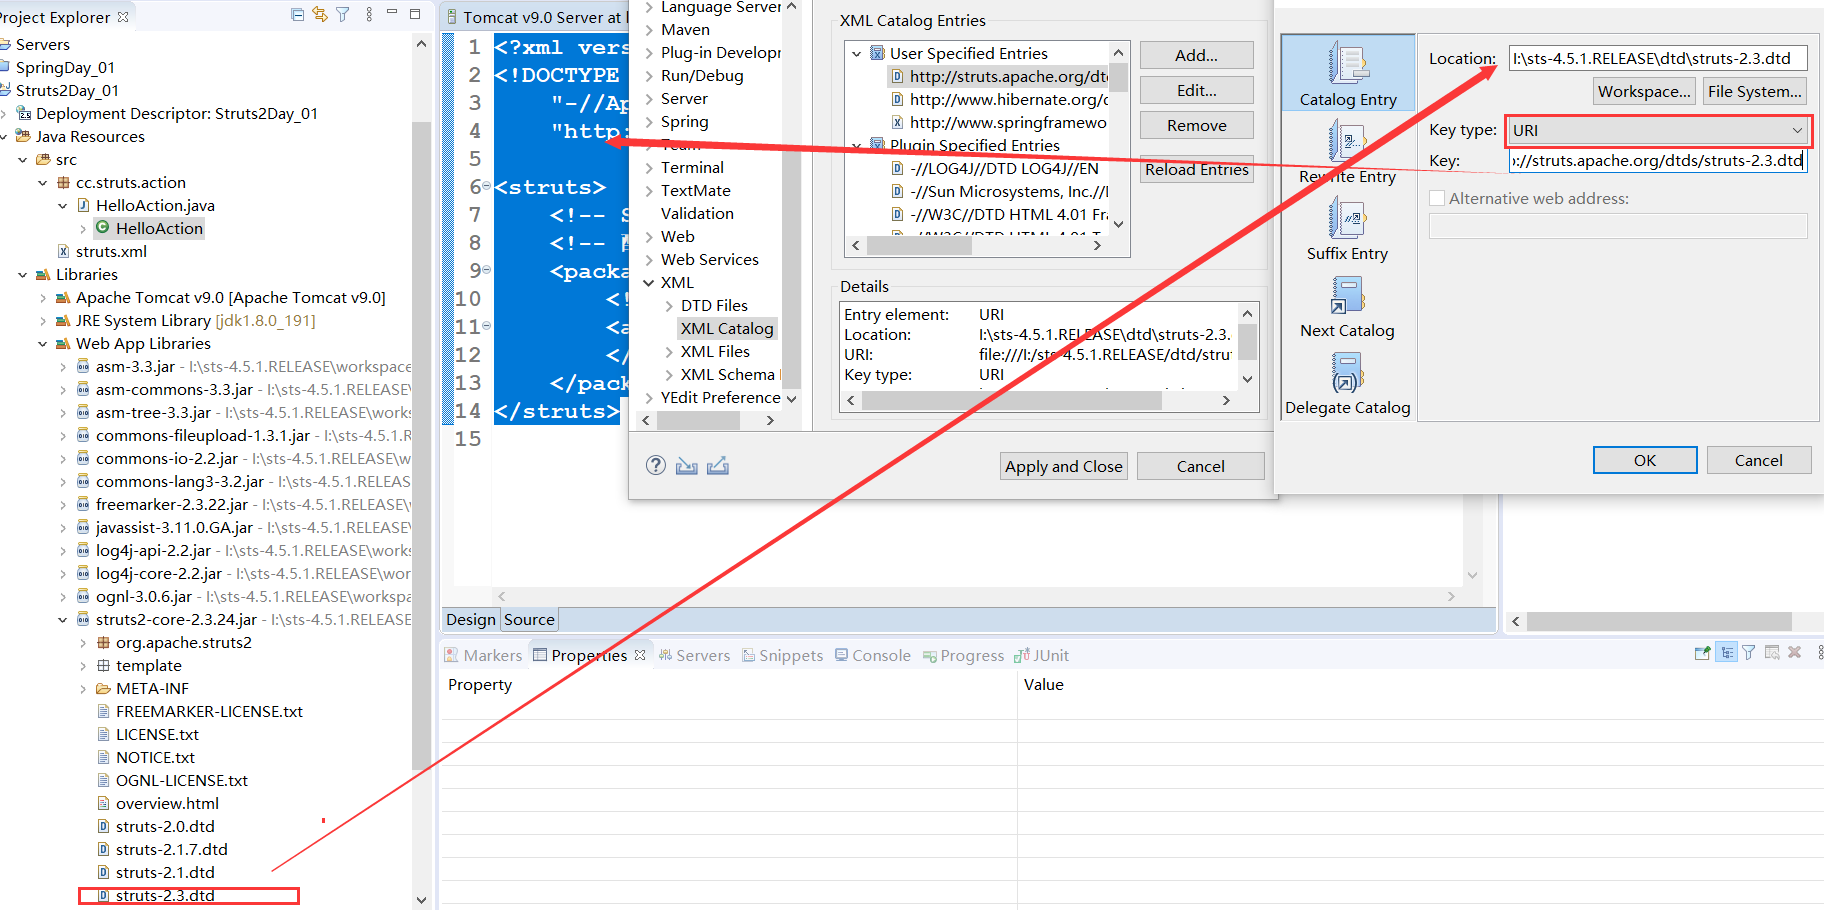 Project Explorer
Servers
SpringDay_01
Struts2Day_01
Deployment Descriptor: Struts2Day_01
Java Resources
src
cc.struts.action
HelloAction.java
HelloAction
struts.xml
Libraries
Apache Tomcat v9.0 [Apache Tomcat v9.0]
JRE System Library [jdk1.8.0_191]
Web App Libraries
asm-3.3.jar - I:\sts-4.5.1.RELEASE\workspace
asm-commons-3.3.jar - I:\sts-4.5.1.RELEASE
asm-tree-3.3.jar - I:\sts-4.5.1.RELEASE\works
commons-fileupload-1.3.1.jar - I:\sts-4.5.1.R
commons-io-2.2.jar - I:\sts-4.5.1.RELEASE\w
commons-lang3-3.2.jar - I:\sts-4.5.1.RELEAS
freemarker-2.3.22.jar - I:\sts-4.5.1.RELEASE\
javassist-3.11.0.GA.jar - I:\sts-4.5.1.RELEASE\
log4j-api-2.2.jar - I:\sts-4.5.1.RELEASE\works
log4j-core-2.2.jar - I:\sts-4.5.1.RELEASE\wor
ognl-3.0.6.jar - I:\sts-4.5.1.RELEASE\workspa
struts2-core-2.3.24.jar - I:\sts-4.5.1.RELEASE
org.apache.struts2
template
META-INF
FREEMARKER-LICENSE.txt
LICENSE.txt
NOTICE.txt
OGNL-LICENSE.txt
overview.html
struts-2.0.dtd
struts-2.1.7.dtd
struts-2.1.dtd
struts-2.3.dtd
Tomcat v9.0 Server at l
1 <?xml vers
2 <!DOCTYPE
3 "-//Ap
4 "http:
5
6 <struts>
7 <!-- S
8 <!--
9 <packa
10 <!
11 <a
12 </
13 </pack
14 </struts>
15
Design Source
Language Server
Maven
Plug-in Developr
Run/Debug
Server
Spring
Team
Terminal
TextMate
Validation
Web
Web Services
XML
DTD Files
XML Catalog
XML Files
XML Schema
YEdit Preference
XML Catalog Entries
User Specified Entries
http://struts.apache.org/dt
http://www.hibernate.org/c
http://www.springframewo
Plugin Specified Entries
-//LOG4J//DTD LOG4J//EN
-//Sun Microsystems, Inc.//
-//W3C//DTD HTML 4.01 Fra
-//W3C//DTD HTML 4.01 T
Add...
Edit...
Remove
Reload Entries
Details
Entry element: URI
Location: I:\sts-4.5.1.RELEASE\dtd\struts-2.3.
URI: file:///I:/sts-4.5.1.RELEASE/dtd/strut
Key type: URI
Apply and Close Cancel
Catalog Entry
Rewrite Entry
Suffix Entry
Next Catalog
Delegate Catalog
Location: I:\sts-4.5.1.RELEASE\dtd\struts-2.3.dtd
Workspace... File System...
Key type: URI
Key: ://struts.apache.org/dtds/struts-2.3.dtd
Alternative web address:
OK Cancel
Markers Properties Servers Snippets Console Progress JUnit
Property Value